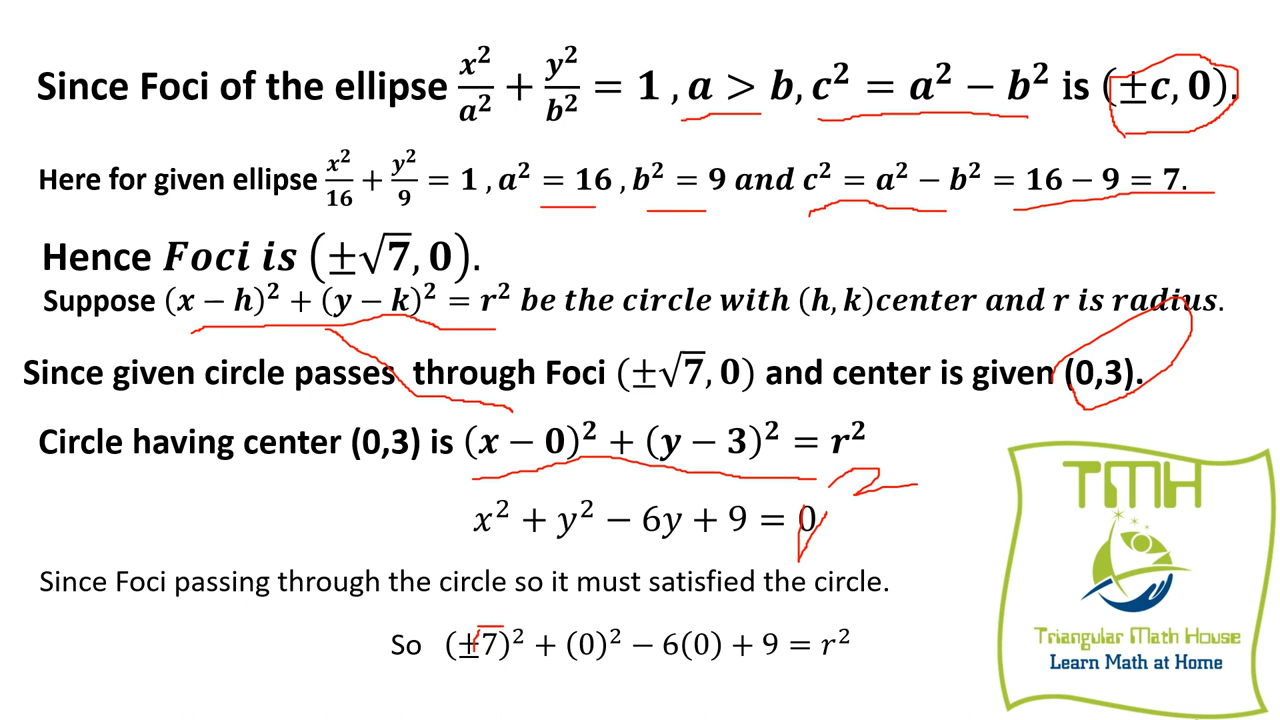 Since Foci of the ellipse x²/a² + y²/b² = 1 , a > b, c² = a² − b² is (±c, 0).
Here for given ellipse x²/16 + y²/9 = 1 , a² = 16 , b² = 9 and c² = a² − b² = 16 − 9 = 7.
Hence Foci is (±√7, 0).
Suppose (x − h)² + (y − k)² = r² be the circle with (h, k)center and r is radius.
Since given circle passes through Foci (±√7, 0) and center is given (0,3).
Circle having center (0,3) is (x − 0)² + (y − 3)² = r²
x² + y² − 6y + 9 = 0
Since Foci passing through the circle so it must satisfied the circle.
So (±√7)² + (0)² − 6(0) + 9 = r²
TMH
Triangular Math House
Learn Math at Home